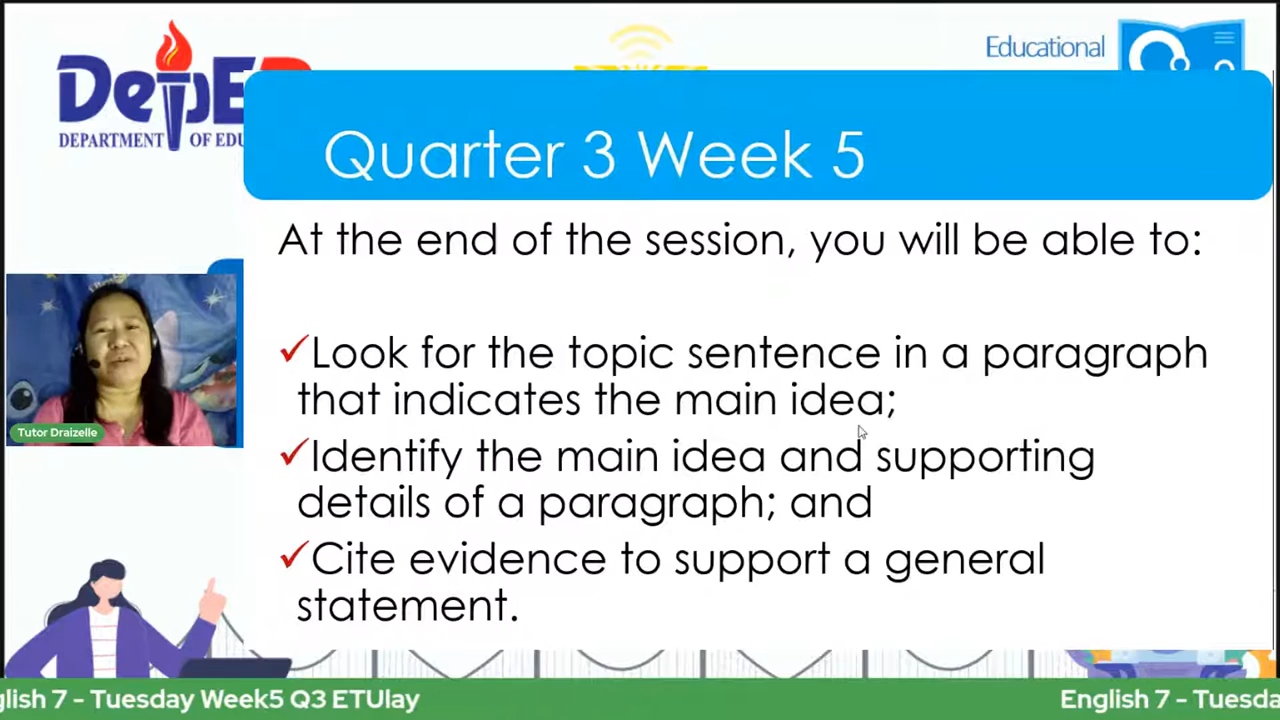 DepED
DEPARTMENT OF EDU
Educational
Quarter 3 Week 5
At the end of the session, you will be able to:
✓Look for the topic sentence in a paragraph
that indicates the main idea;
✓Identify the main idea and supporting
details of a paragraph; and
✓Cite evidence to support a general
statement.
Tutor Draizelle
glish 7 - Tuesday Week5 Q3 ETUlay
English 7 - Tuesda